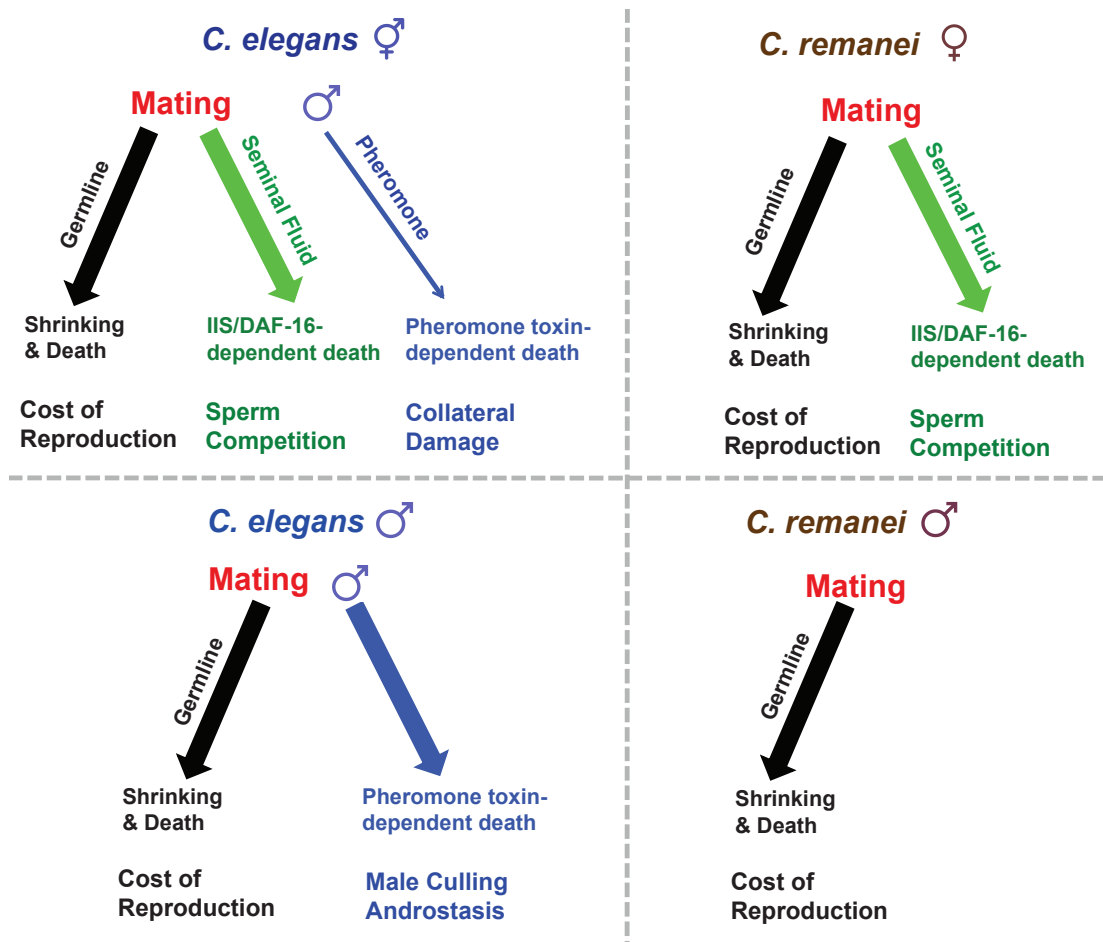 C. elegans ⚥
Mating ♂
Germline
Seminal Fluid
Pheromone
Shrinking
& Death
IIS/DAF-16-
dependent death
Pheromone toxin-
dependent death
Cost of
Reproduction
Sperm
Competition
Collateral
Damage
C. remanei ♀
Mating
Germline
Seminal Fluid
Shrinking
& Death
IIS/DAF-16-
dependent death
Cost of
Reproduction
Sperm
Competition
C. elegans ♂
Mating ♂
Germline
Shrinking
& Death
Pheromone toxin-
dependent death
Cost of
Reproduction
Male Culling
Androstasis
C. remanei ♂
Mating
Germline
Shrinking
& Death
Cost of
Reproduction